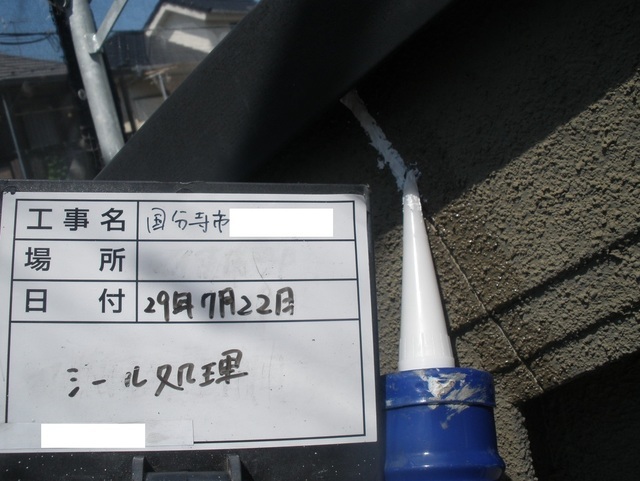 工事名 国分寺市
場所
日付 29年7月22日
シール処理